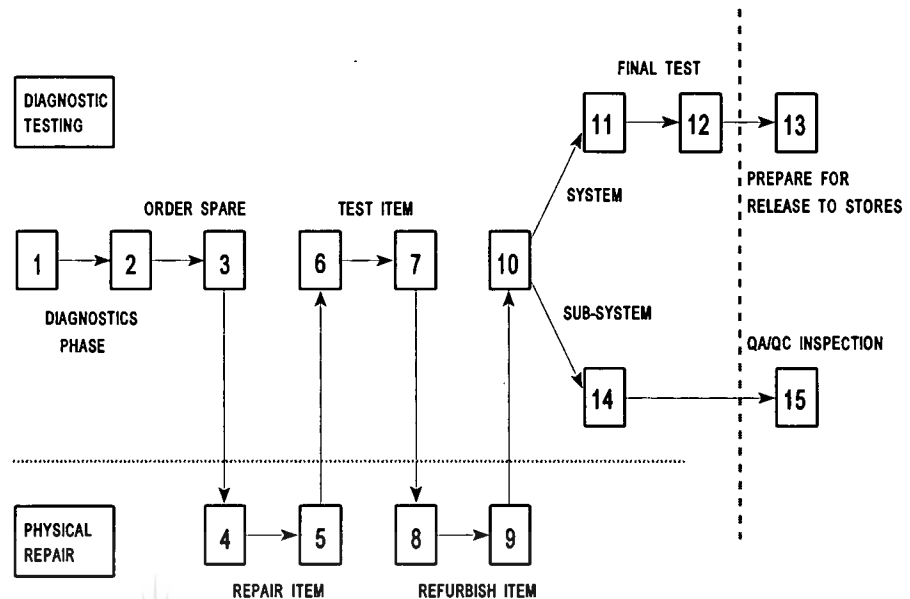 FINAL TEST
DIAGNOSTIC
TESTING
11
12
13
PREPARE FOR
RELEASE TO STORES
SYSTEM
ORDER SPARE
TEST ITEM
1
2
3
6
7
10
DIAGNOSTICS
PHASE
SUB-SYSTEM
QA/QC INSPECTION
14
15
PHYSICAL
REPAIR
4
5
8
9
REPAIR ITEM
REFURBISH ITEM